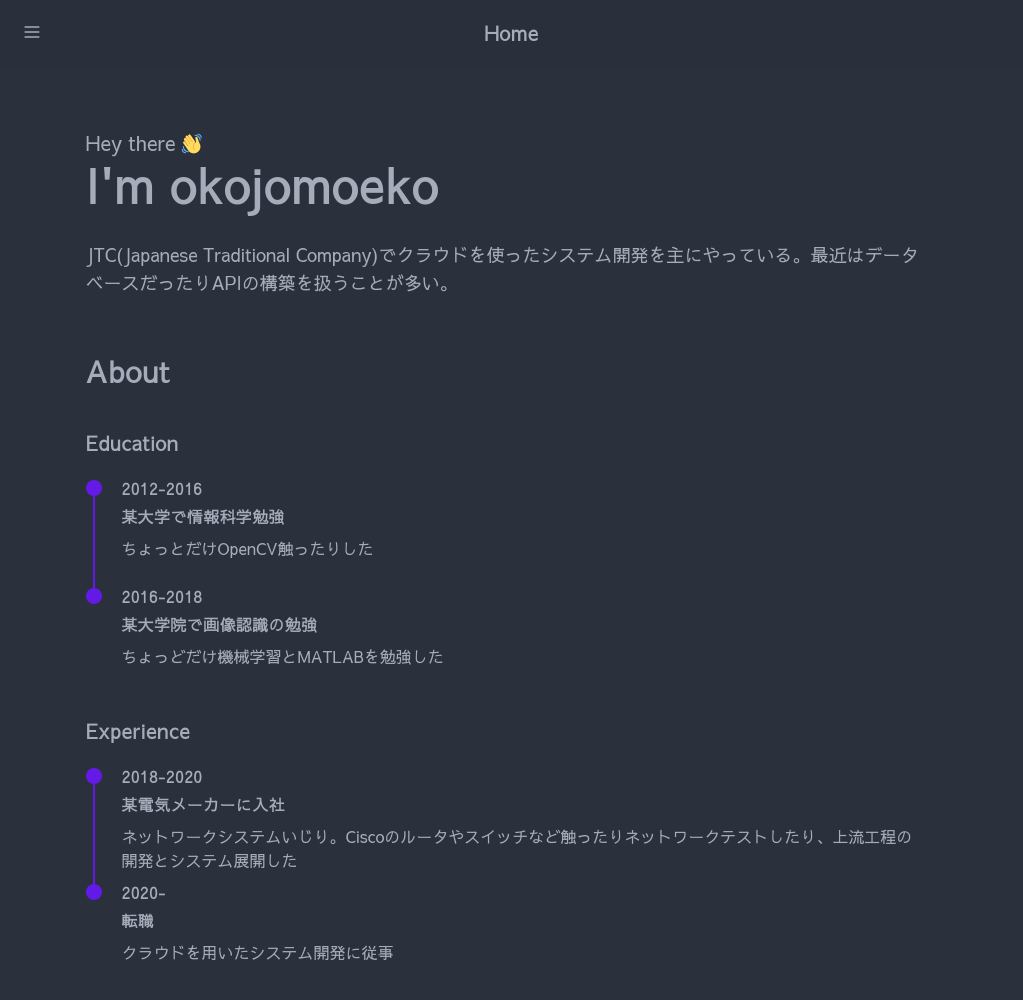 Home
Hey there 👋
I'm okojomoeko
JTC(Japanese Traditional Company)でクラウドを使ったシステム開発を主にやっている。最近はデータ
ベースだったりAPIの構築を扱うことが多い。
About
Education
2012-2016
某大学で情報科学勉強
ちょっとだけOpenCV触ったりした
2016-2018
某大学院で画像認識の勉強
ちょっどだけ機械学習とMATLABを勉強した
Experience
2018-2020
某電気メーカーに入社
ネットワークシステムいじり。Ciscoのルータやスイッチなど触ったりネットワークテストしたり、上流工程の
開発とシステム展開した
2020-
転職
クラウドを用いたシステム開発に従事